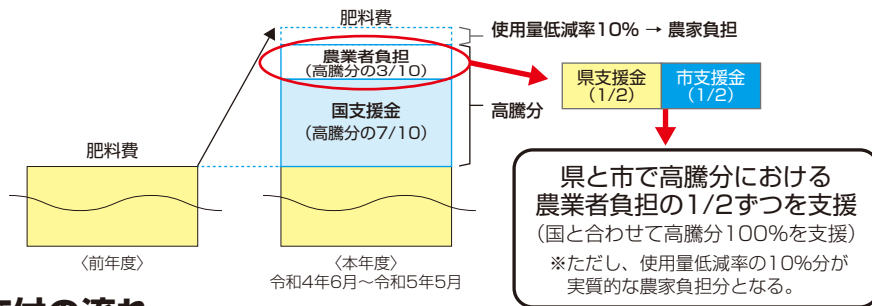 肥料費
使用量低減率10% → 農家負担
農業者負担
(高騰分の3/10)
県支援金
(1/2)
市支援金
(1/2)
国支援金
(高騰分の7/10)
高騰分
肥料費
県と市で高騰分における
農業者負担の1/2ずつを支援
(国と合わせて高騰分100%を支援)
※ただし、使用量低減率の10%分が
実質的な農家負担分となる。
〈前年度〉
〈本年度〉
令和4年6月～令和5年5月